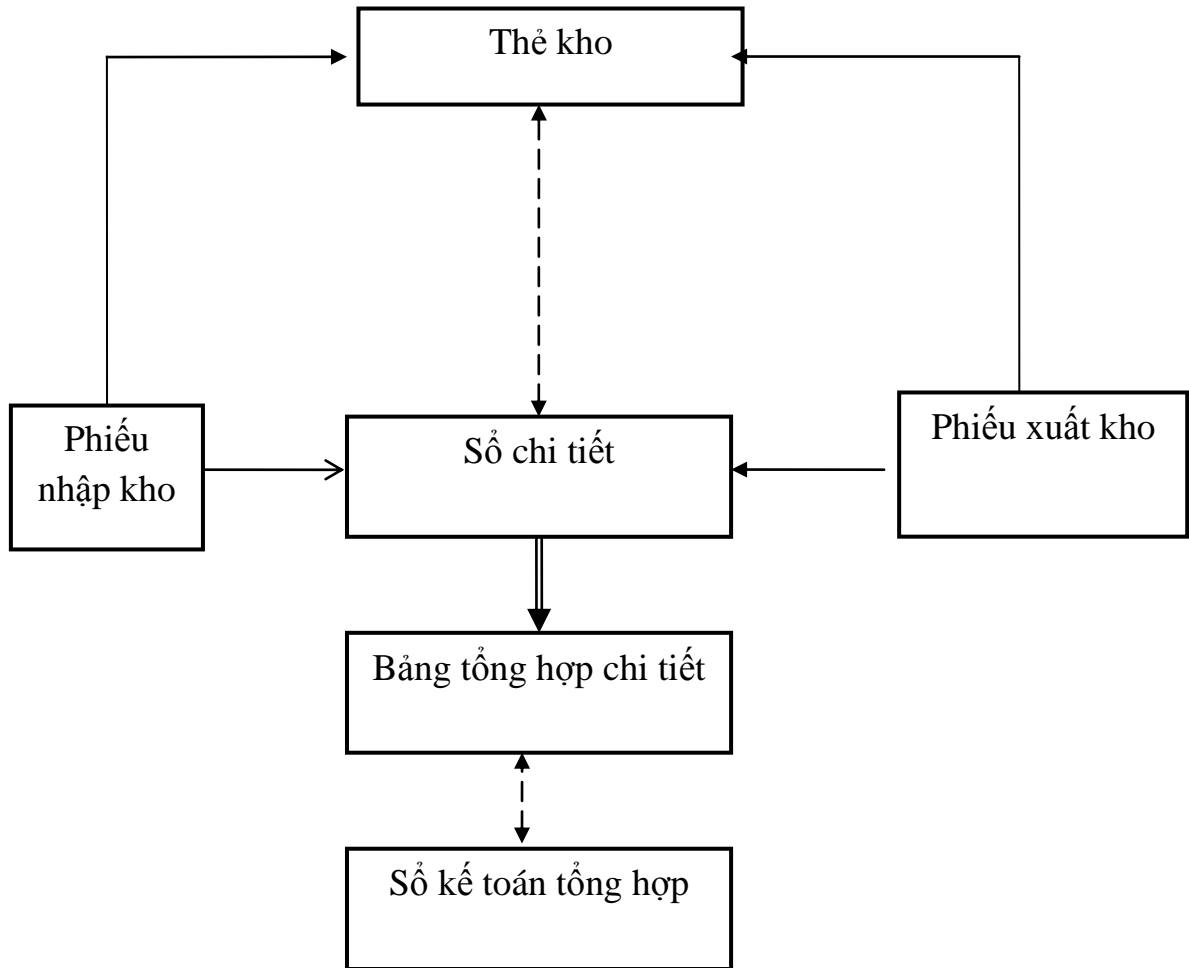 Thẻ kho
Phiếu
nhập kho
Sổ chi tiết
Phiếu xuất kho
Bảng tổng hợp chi tiết
Sổ kế toán tổng hợp